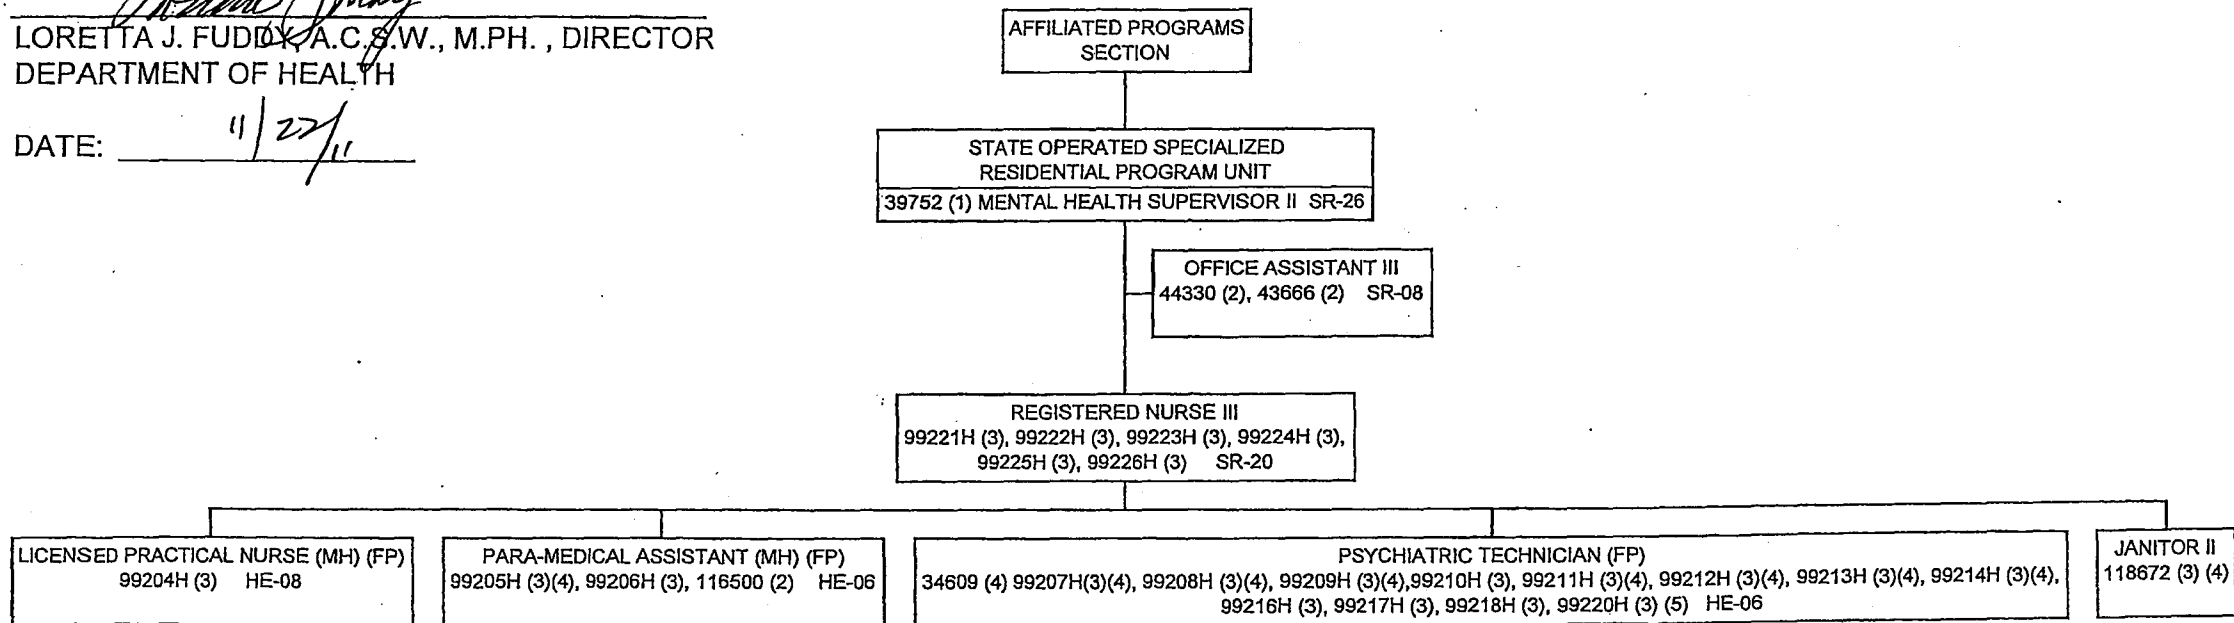 LORETTA J. FUDDY, A.C.S.W., M.PH. , DIRECTOR
DEPARTMENT OF HEALTH
DATE: 11/22/11
AFFILIATED PROGRAMS
SECTION
STATE OPERATED SPECIALIZED
RESIDENTIAL PROGRAM UNIT
39752 (1) MENTAL HEALTH SUPERVISOR II SR-26
OFFICE ASSISTANT III
44330 (2), 43666 (2) SR-08
REGISTERED NURSE III
99221H (3), 99222H (3), 99223H (3), 99224H (3),
99225H (3), 99226H (3) SR-20
LICENSED PRACTICAL NURSE (MH) (FP)
99204H (3) HE-08
PARA-MEDICAL ASSISTANT (MH) (FP)
99205H (3)(4), 99206H (3), 116500 (2) HE-06
PSYCHIATRIC TECHNICIAN (FP)
34609 (4) 99207H(3)(4), 99208H (3)(4), 99209H (3)(4),99210H (3), 99211H (3)(4), 99212H (3)(4), 99213H (3)(4), 99214H (3)(4),
99216H (3), 99217H (3), 99218H (3), 99220H (3) (5) HE-06
JANITOR II
118672 (3) (4)